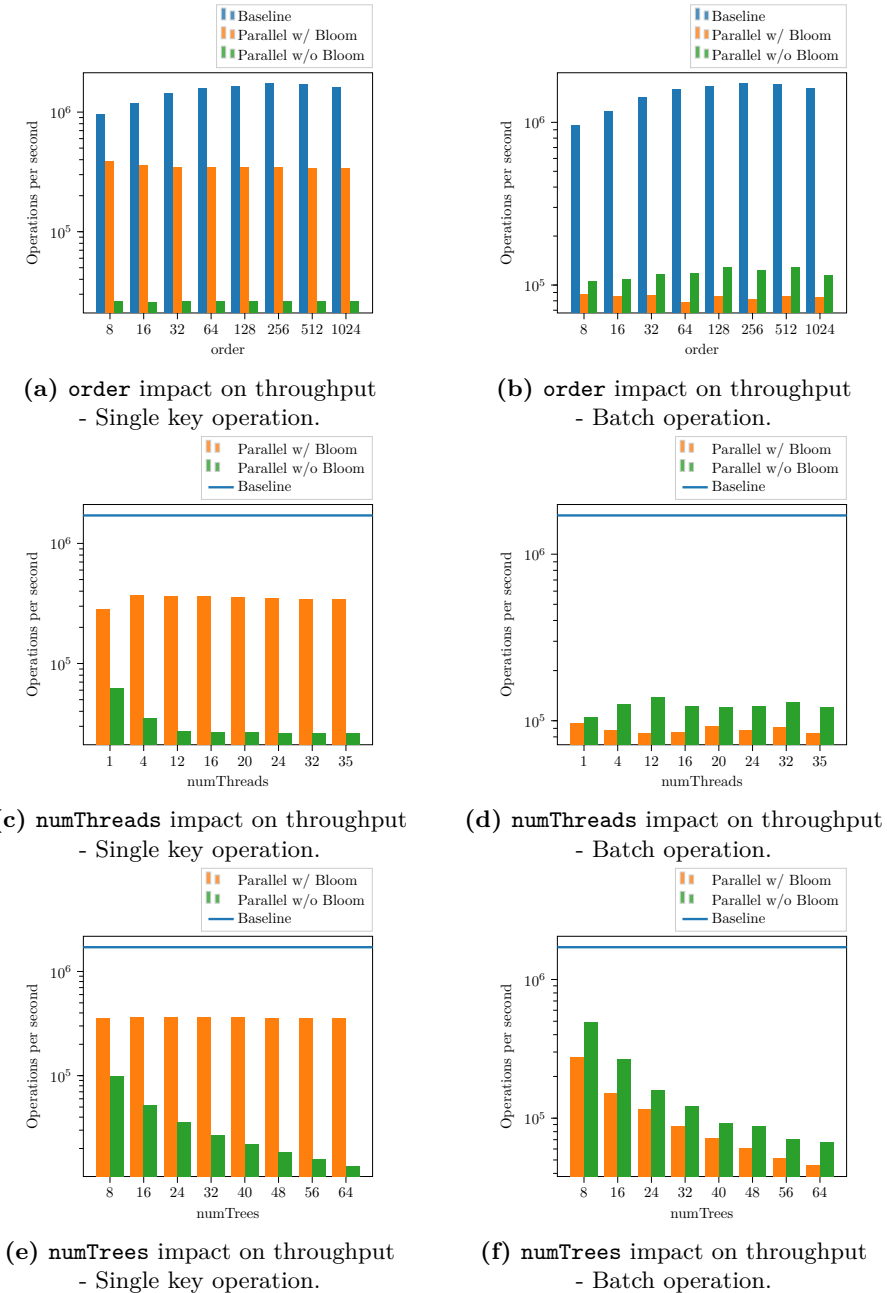 Baseline
Parallel w/ Bloom
Parallel w/o Bloom
Operations per second
10^6
10^5
8 16 32 64 128 256 512 1024
order
(a) order impact on throughput
- Single key operation.
Baseline
Parallel w/ Bloom
Parallel w/o Bloom
Operations per second
10^6
10^5
8 16 32 64 128 256 512 1024
order
(b) order impact on throughput
- Batch operation.
Parallel w/ Bloom
Parallel w/o Bloom
Baseline
Operations per second
10^6
10^5
1 4 12 16 20 24 32 35
numThreads
(c) numThreads impact on throughput
- Single key operation.
Parallel w/ Bloom
Parallel w/o Bloom
Baseline
Operations per second
10^6
10^5
1 4 12 16 20 24 32 35
numThreads
(d) numThreads impact on throughput
- Batch operation.
Parallel w/ Bloom
Parallel w/o Bloom
Baseline
Operations per second
10^6
10^5
8 16 24 32 40 48 56 64
numTrees
(e) numTrees impact on throughput
- Single key operation.
Parallel w/ Bloom
Parallel w/o Bloom
Baseline
Operations per second
10^6
10^5
8 16 24 32 40 48 56 64
numTrees
(f) numTrees impact on throughput
- Batch operation.